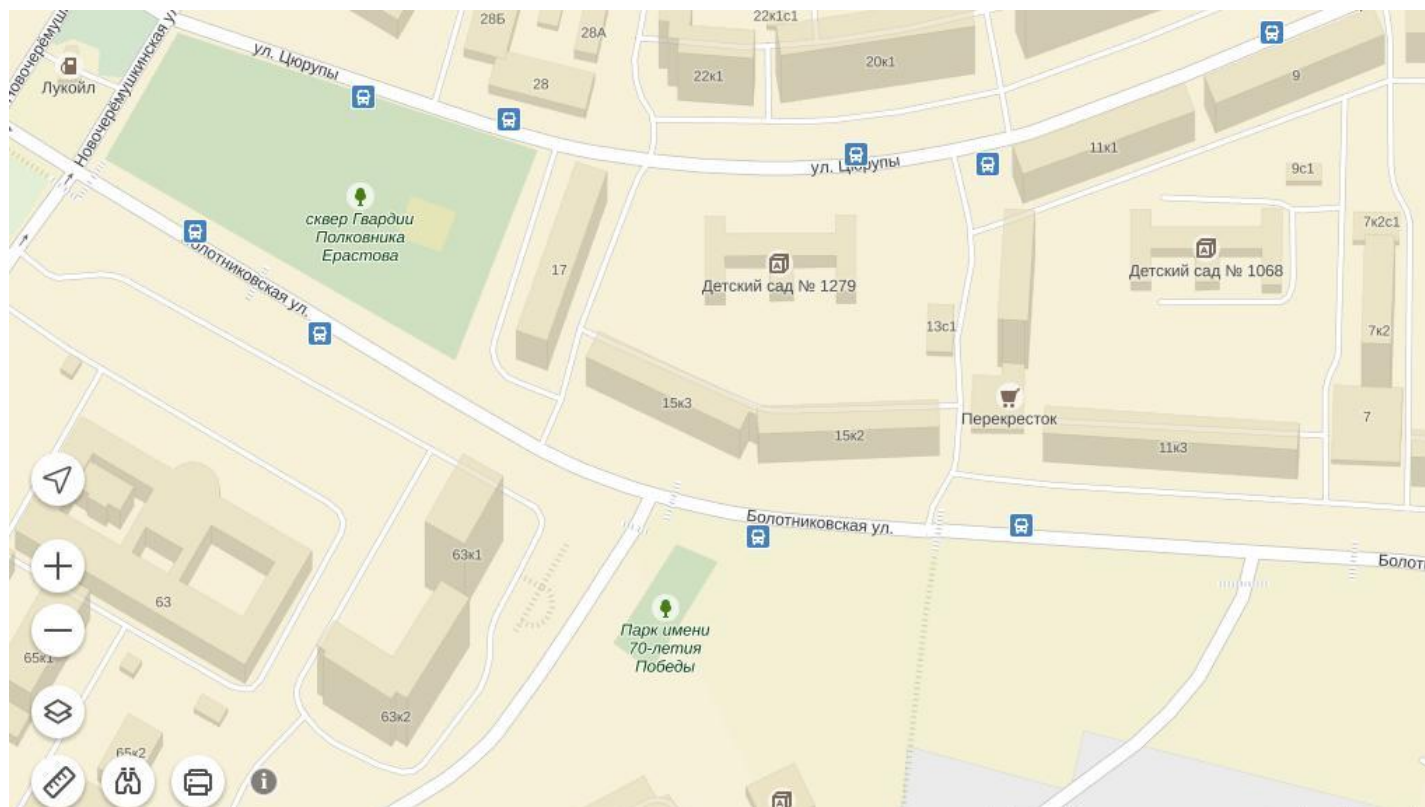 28Б
28А
22к1с1
20к1
22к1
28
9
ул. Цюрупы
Лукойл
Новочерёмушкинская ул.
11к1
ул. Цюрупы
9с1
сквер Гвардии
Полковника
Ерастова
7к2с1
17
Детский сад № 1279
Детский сад № 1068
Болотниковская ул.
13с1
7к2
15к3
Перекресток
7
15к2
11к3
Болотниковская ул.
Болот
63к1
63
Парк имени
70-летия
Победы
65к1
63к2
65к2